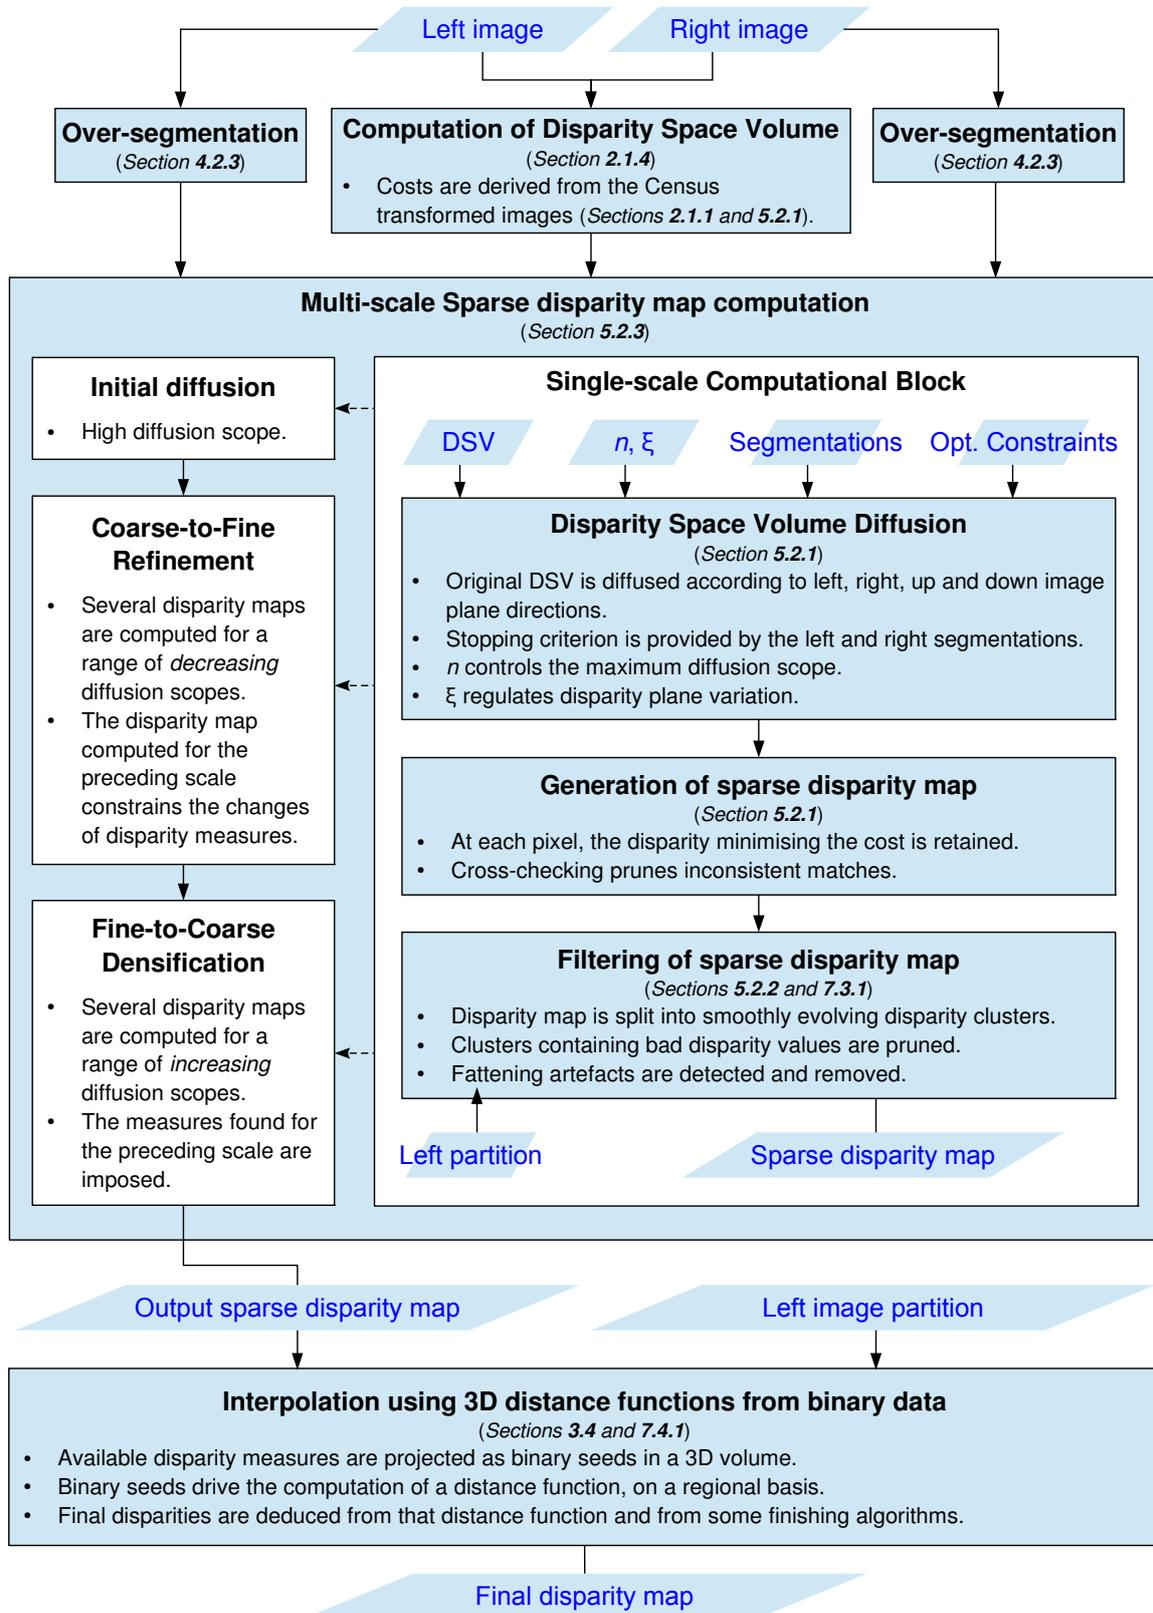 Left image
Right image
Over-segmentation
(Section 4.2.3)
Computation of Disparity Space Volume
(Section 2.1.4)
• Costs are derived from the Census
transformed images (Sections 2.1.1 and 5.2.1).
Over-segmentation
(Section 4.2.3)
Multi-scale Sparse disparity map computation
(Section 5.2.3)
Initial diffusion
• High diffusion scope.
Coarse-to-Fine
Refinement
• Several disparity maps
are computed for a
range of decreasing
diffusion scopes.
• The disparity map
computed for the
preceding scale
constrains the changes
of disparity measures.
Fine-to-Coarse
Densification
• Several disparity maps
are computed for a
range of increasing
diffusion scopes.
• The measures found for
the preceding scale are
imposed.
Single-scale Computational Block
DSV
n, ξ
Segmentations
Opt. Constraints
Disparity Space Volume Diffusion
(Section 5.2.1)
• Original DSV is diffused according to left, right, up and down image
plane directions.
• Stopping criterion is provided by the left and right segmentations.
• n controls the maximum diffusion scope.
• ξ regulates disparity plane variation.
Generation of sparse disparity map
(Section 5.2.1)
• At each pixel, the disparity minimising the cost is retained.
• Cross-checking prunes inconsistent matches.
Filtering of sparse disparity map
(Sections 5.2.2 and 7.3.1)
• Disparity map is split into smoothly evolving disparity clusters.
• Clusters containing bad disparity values are pruned.
• Fattening artefacts are detected and removed.
Left partition
Sparse disparity map
Output sparse disparity map
Left image partition
Interpolation using 3D distance functions from binary data
(Sections 3.4 and 7.4.1)
• Available disparity measures are projected as binary seeds in a 3D volume.
• Binary seeds drive the computation of a distance function, on a regional basis.
• Final disparities are deduced from that distance function and from some finishing algorithms.
Final disparity map